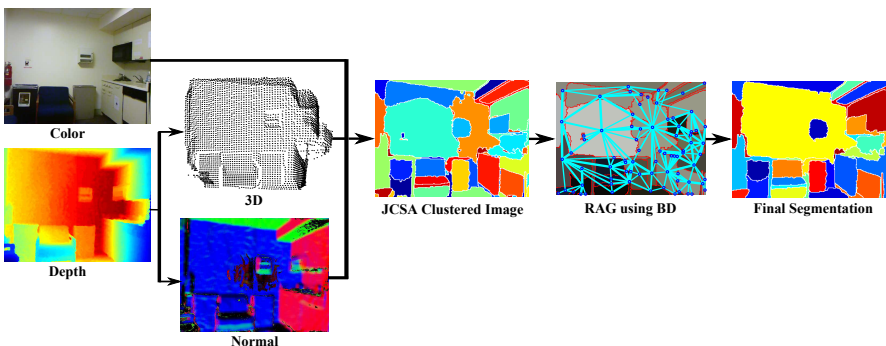 Color
3D
Depth
Normal
JCSA Clustered Image
RAG using BD
Final Segmentation